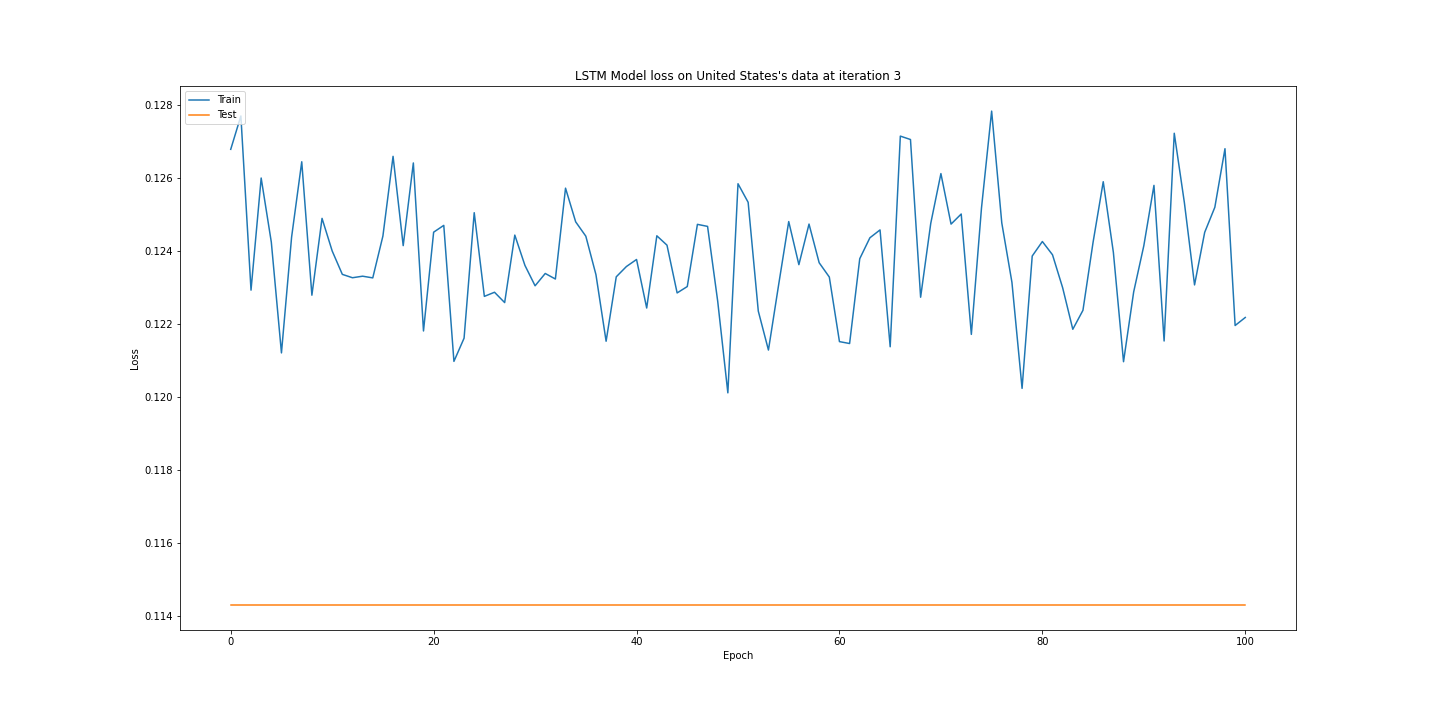 LSTM Model loss on United States's data at iteration 3
Train
Test
0.128
0.126
0.124
0.122
0.120
0.118
0.116
0.114
Loss
0
20
40
60
80
100
Epoch